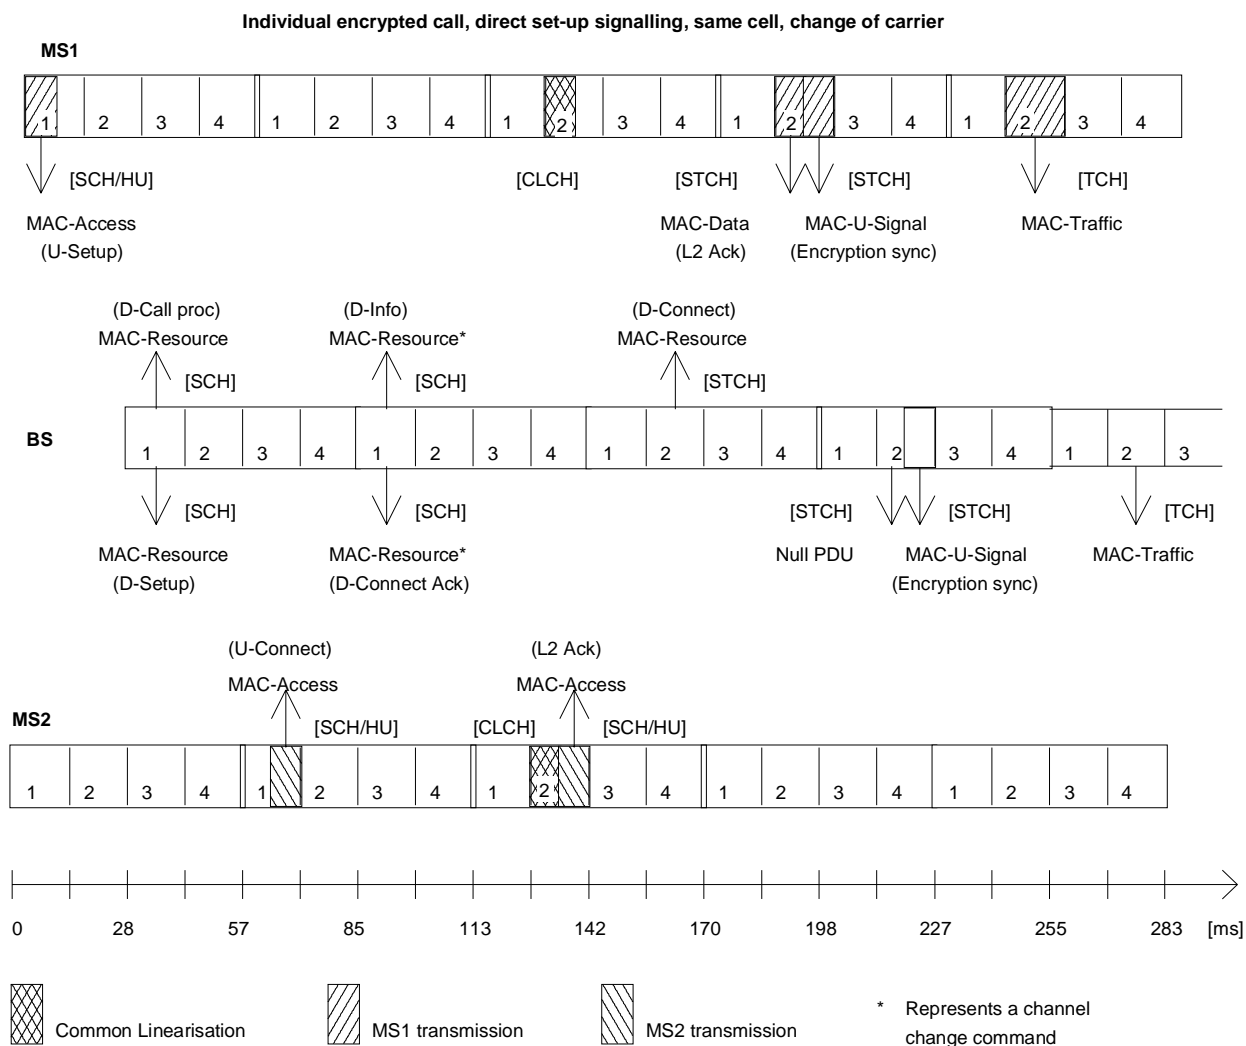 Individual encrypted call, direct set-up signalling, same cell, change of carrier
MS1
1 2 3 4 1 2 3 4 1 2 3 4 1 2 3 4 1 2 3 4
[SCH/HU] [CLCH] [STCH] [STCH] [TCH]
MAC-Access MAC-Data MAC-U-Signal MAC-Traffic
(U-Setup) (L2 Ack) (Encryption sync)
(D-Call proc) (D-Info) (D-Connect)
MAC-Resource MAC-Resource* MAC-Resource
[SCH] [SCH] [STCH]
BS
1 2 3 4 1 2 3 4 1 2 3 4 1 2 3 4 1 2 3
[SCH] [SCH] [STCH] [STCH] [TCH]
MAC-Resource MAC-Resource* Null PDU MAC-U-Signal MAC-Traffic
(D-Setup) (D-Connect Ack) (Encryption sync)
(U-Connect) (L2 Ack)
MAC-Access MAC-Access
MS2 [SCH/HU] [CLCH] [SCH/HU]
1 2 3 4 1 2 3 4 1 2 3 4 1 2 3 4 1 2 3 4
0 28 57 85 113 142 170 198 227 255 283 [ms]
Common Linearisation MS1 transmission MS2 transmission * Represents a channel
change command